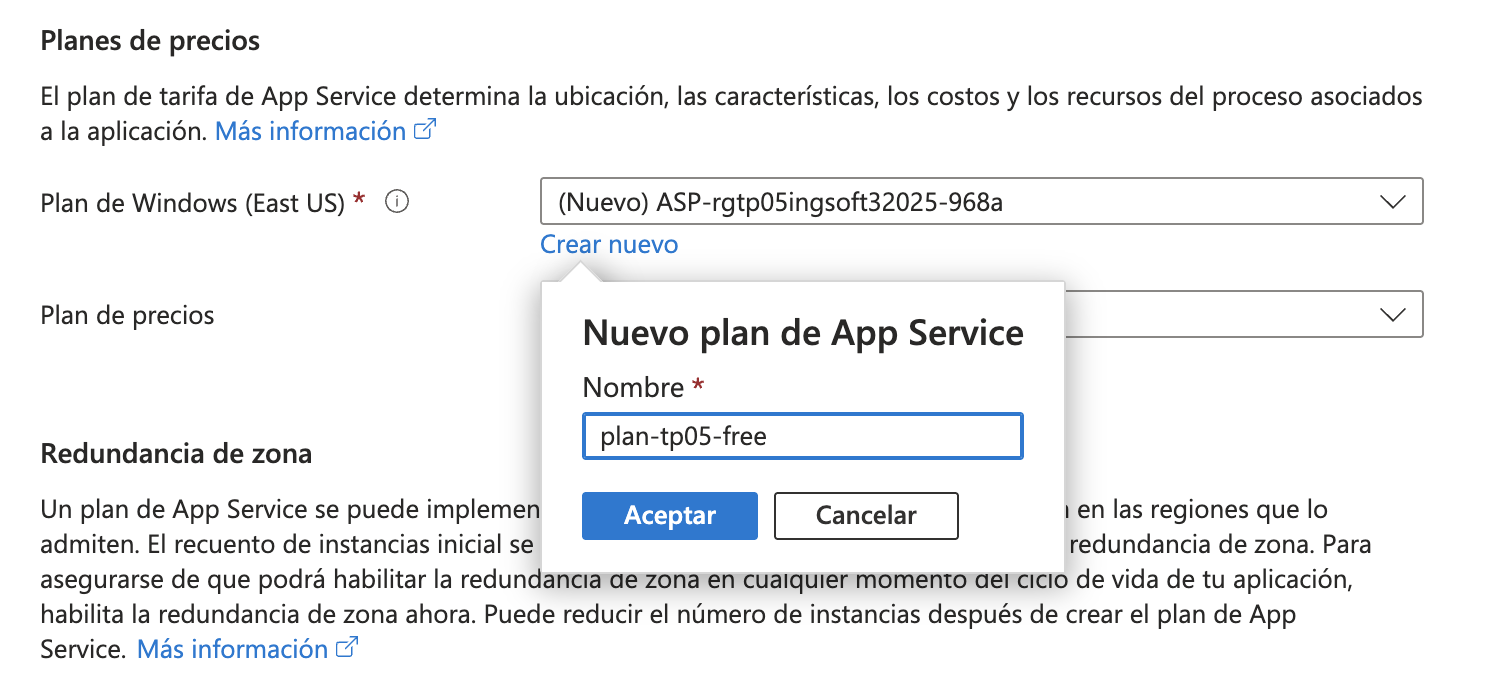 Planes de precios
El plan de tarifa de App Service determina la ubicación, las características, los costos y los recursos del proceso asociados
a la aplicación. Más información
Plan de Windows (East US) *
(Nuevo) ASP-rgtp05ingsoft32025-968a
Crear nuevo
Plan de precios
Nuevo plan de App Service
Nombre *
plan-tp05-free
Aceptar
Cancelar
Redundancia de zona
Un plan de App Service se puede implemen en las regiones que lo
admiten. El recuento de instancias inicial se redundancia de zona. Para
asegurarse de que podrá habilitar la redundancia de zona en cualquier momento del ciclo de vida de tu aplicación,
habilita la redundancia de zona ahora. Puede reducir el número de instancias después de crear el plan de App
Service. Más información